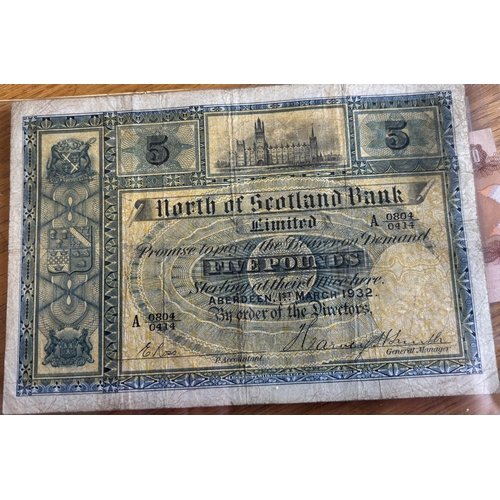 5 5
North of Scotland Bank
Limited
A 0804
0414
Promise to pay to the Bearer on Demand
FIVE POUNDS
Sterling at their Office here.
ABERDEEN, 1ST MARCH 1932.
A 0804
0414
By order of the Directors.
P. Accountant.
General Manager